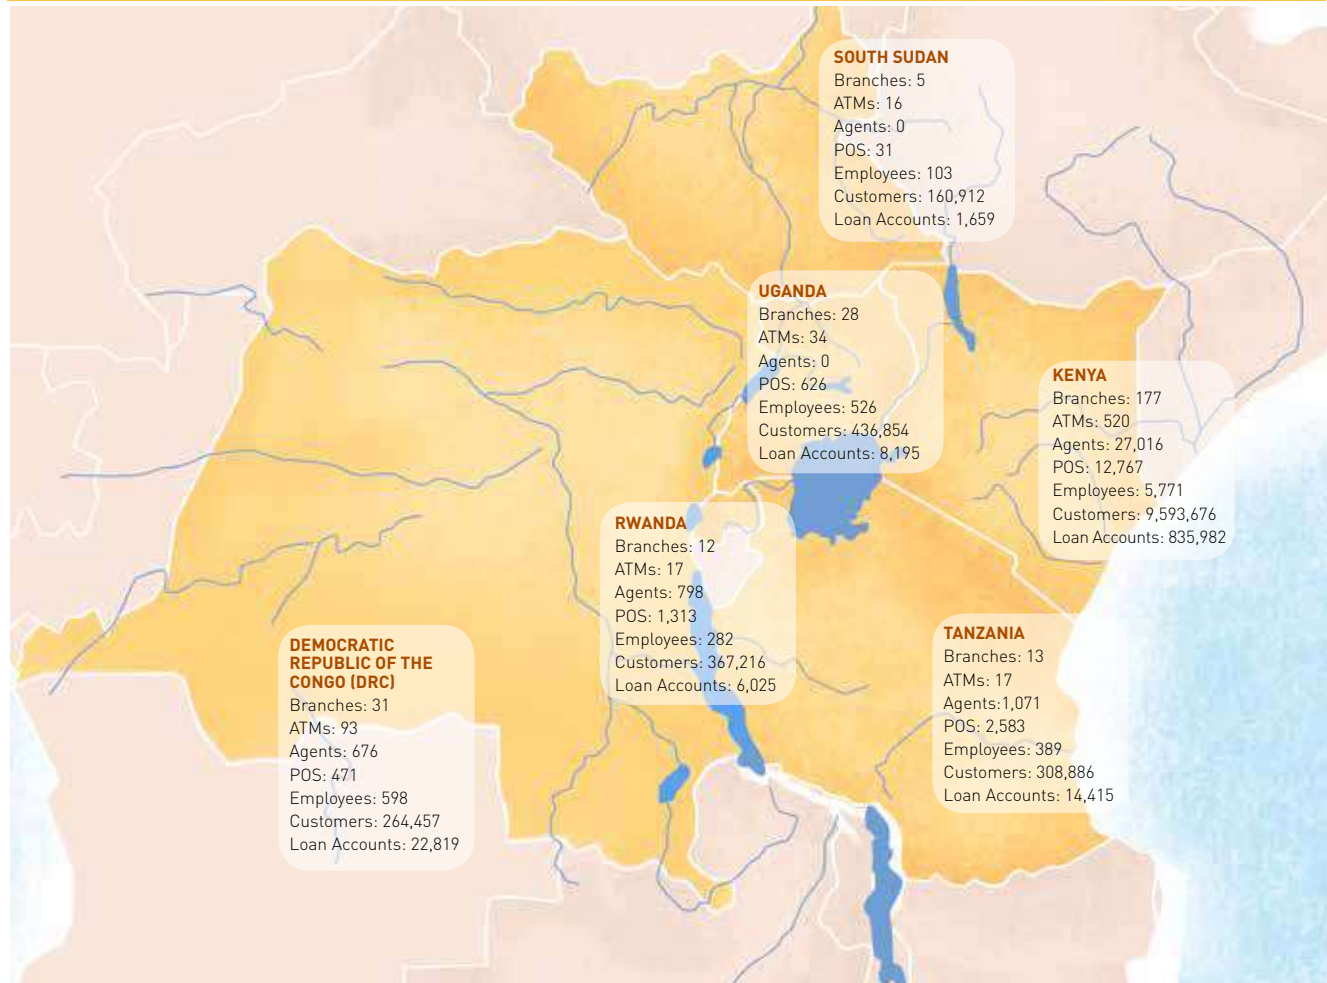 SOUTH SUDAN
Branches: 5
ATMs: 16
Agents: 0
POS: 31
Employees: 103
Customers: 160,912
Loan Accounts: 1,659
UGANDA
Branches: 28
ATMs: 34
Agents: 0
POS: 626
Employees: 526
Customers: 436,854
Loan Accounts: 8,195
KENYA
Branches: 177
ATMs: 520
Agents: 27,016
POS: 12,767
Employees: 5,771
Customers: 9,593,676
Loan Accounts: 835,982
RWANDA
Branches: 12
ATMs: 17
Agents: 798
POS: 1,313
Employees: 282
Customers: 367,216
Loan Accounts: 6,025
TANZANIA
Branches: 13
ATMs: 17
Agents:1,071
POS: 2,583
Employees: 389
Customers: 308,886
Loan Accounts: 14,415
DEMOCRATIC
REPUBLIC OF THE
CONGO (DRC)
Branches: 31
ATMs: 93
Agents: 676
POS: 471
Employees: 598
Customers: 264,457
Loan Accounts: 22,819